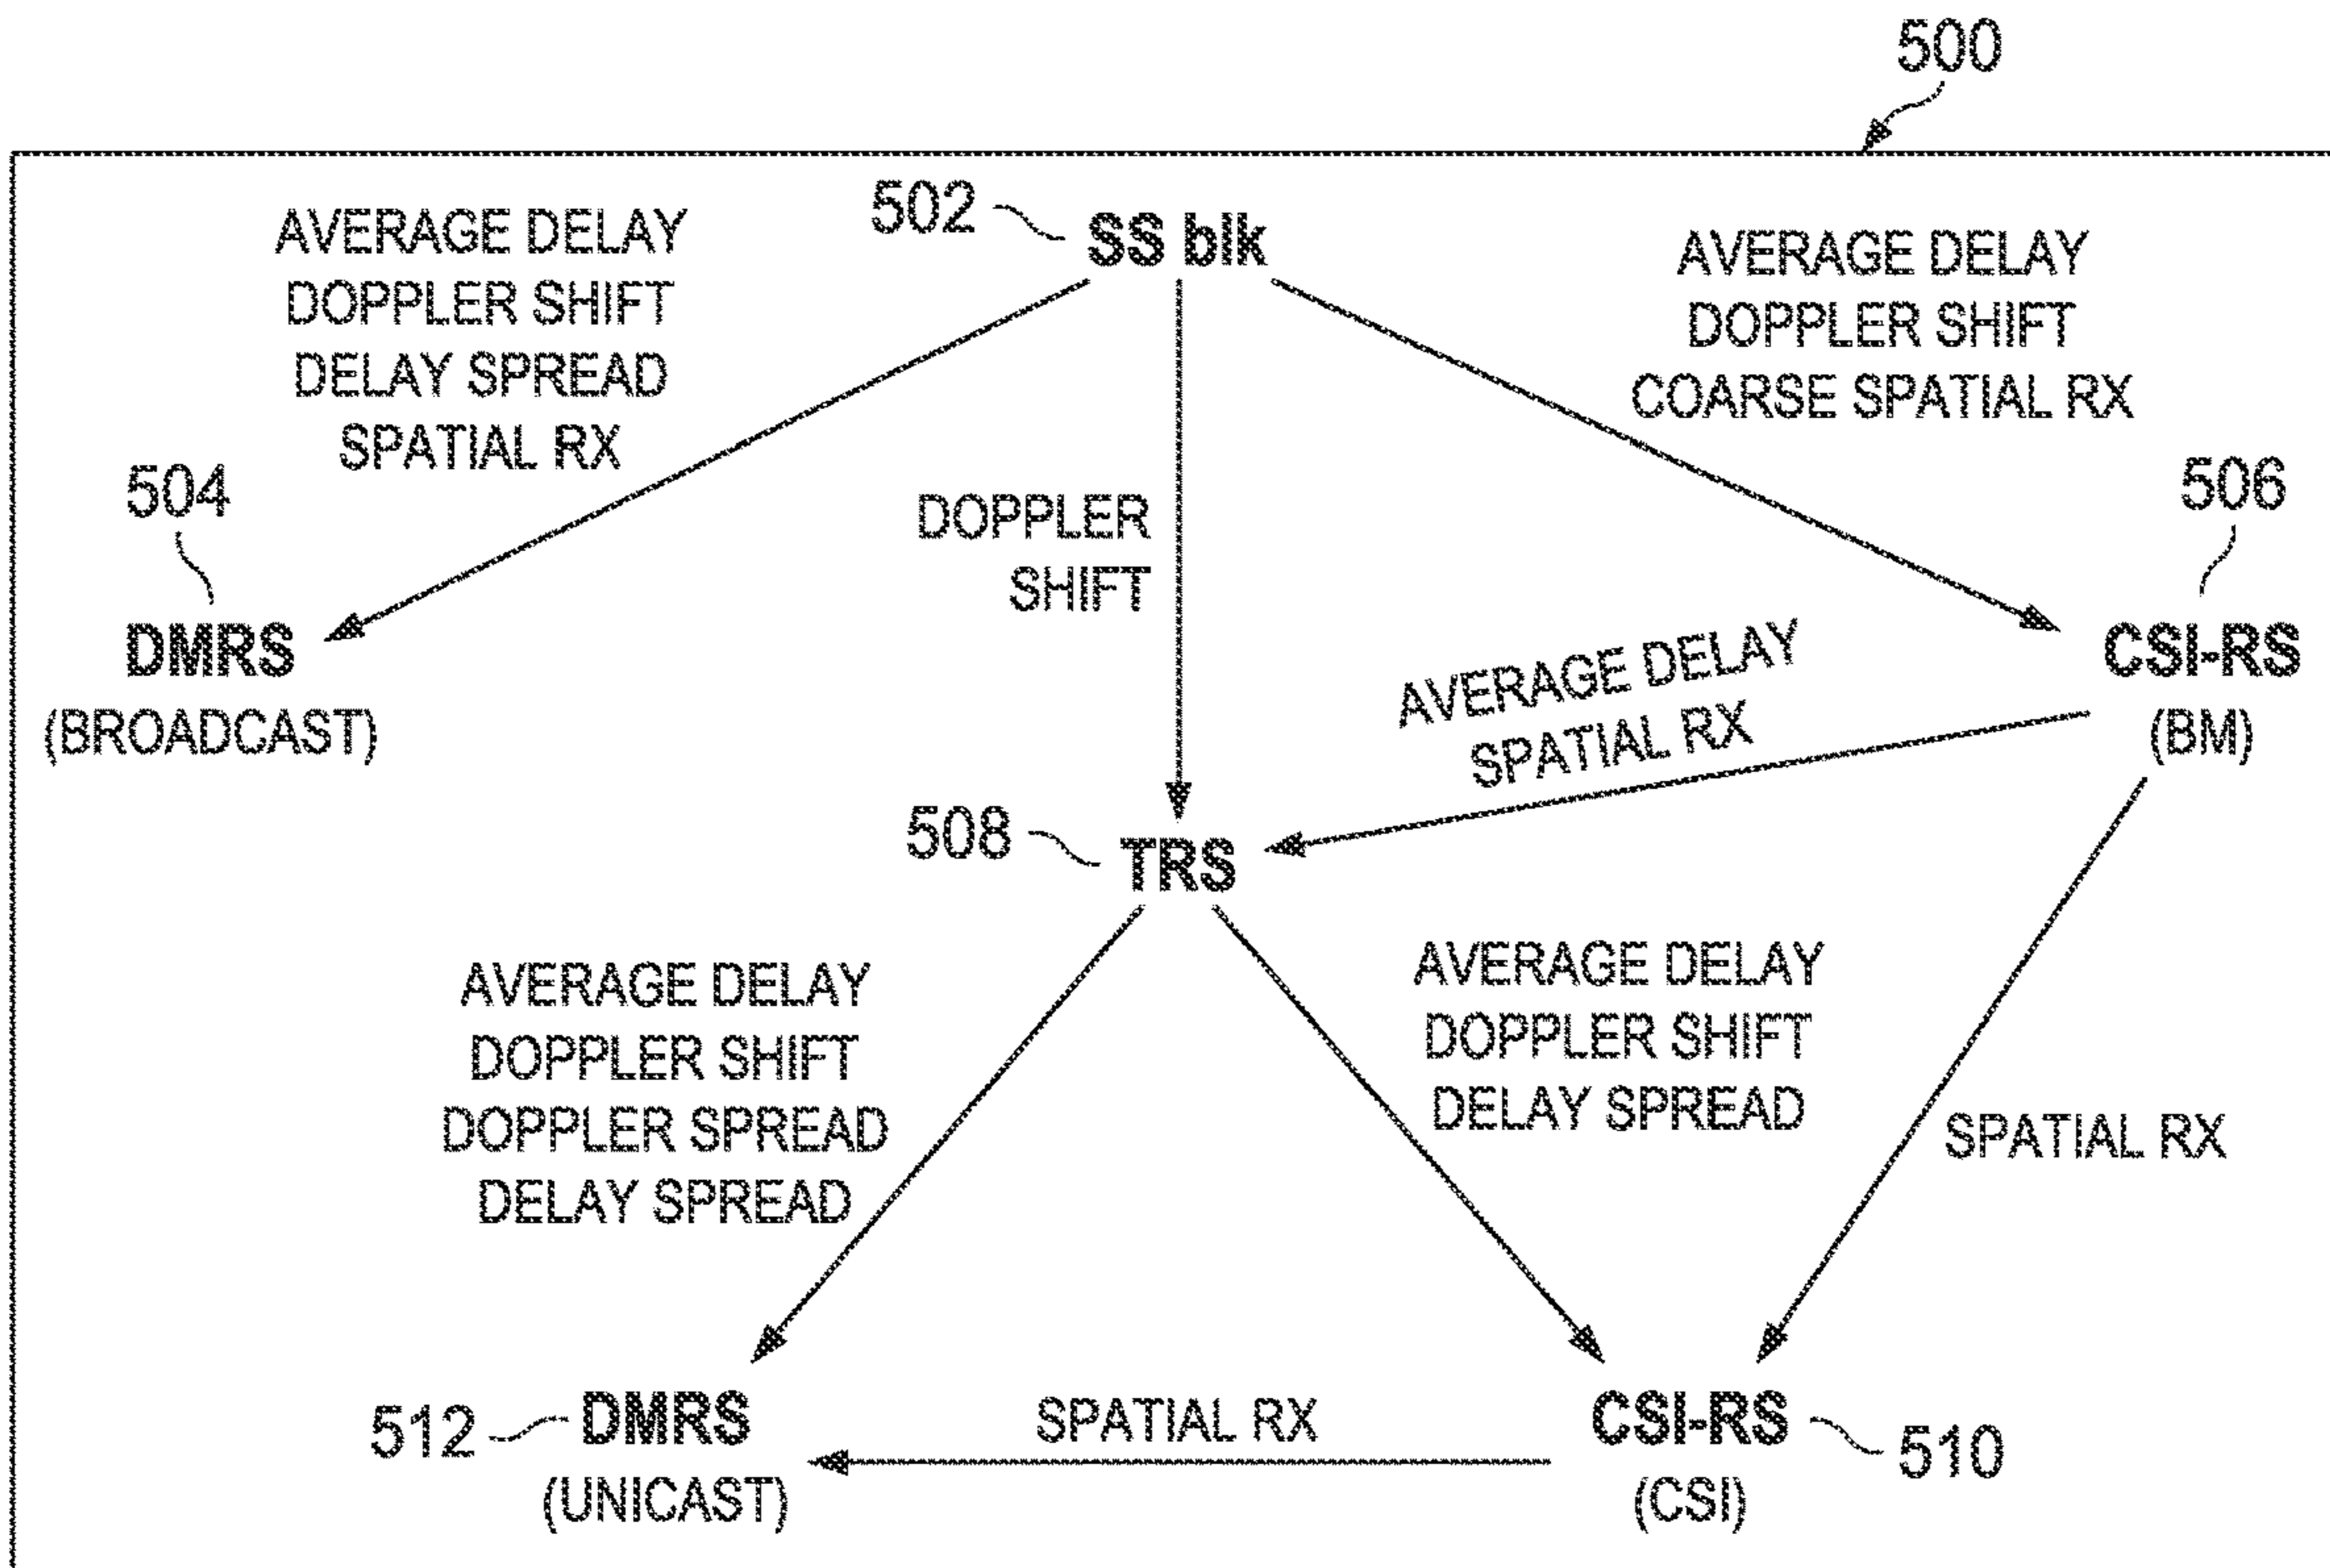 500
502
SS blk
AVERAGE DELAY
DOPPLER SHIFT
DELAY SPREAD
SPATIAL RX
AVERAGE DELAY
DOPPLER SHIFT
COARSE SPATIAL RX
504
DMRS
(BROADCAST)
DOPPLER
SHIFT
506
CSI-RS
(BM)
AVERAGE DELAY
SPATIAL RX
508
TRS
AVERAGE DELAY
DOPPLER SHIFT
DOPPLER SPREAD
DELAY SPREAD
AVERAGE DELAY
DOPPLER SHIFT
DELAY SPREAD
SPATIAL RX
512
DMRS
(UNICAST)
SPATIAL RX
CSI-RS
(CSI)
510